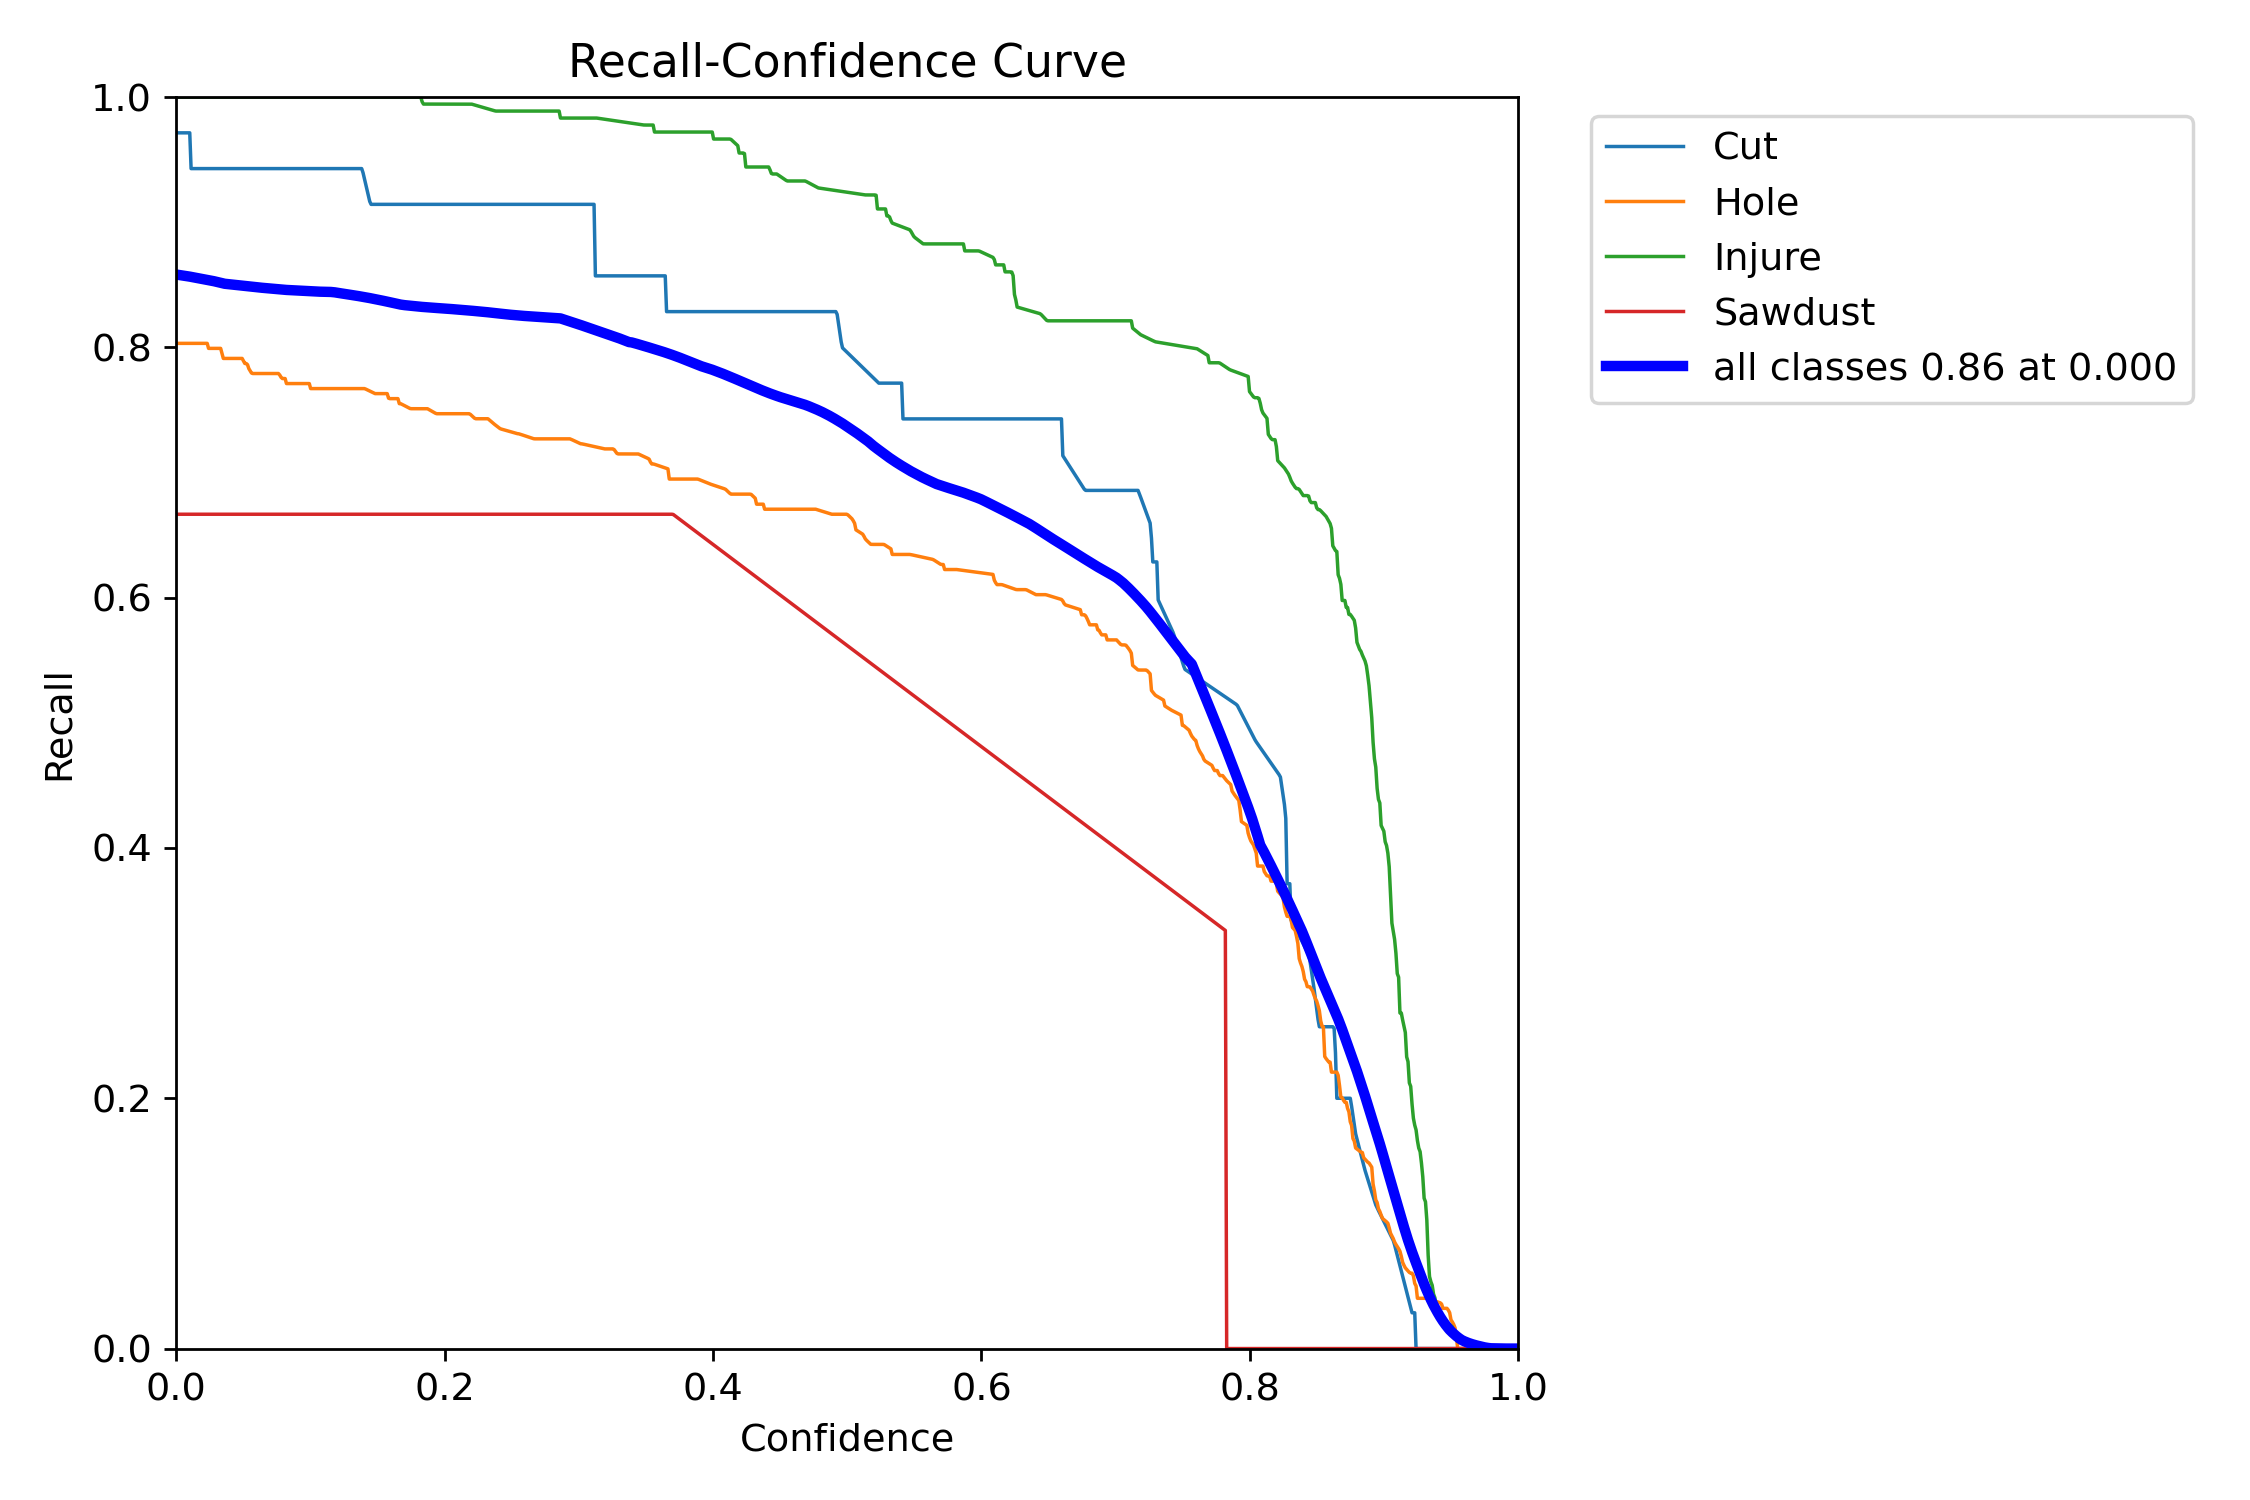 Recall-Confidence Curve
1.0
0.8
0.6
0.4
0.2
0.0
Recall
0.0 0.2 0.4 0.6 0.8 1.0
Confidence
Cut
Hole
Injure
Sawdust
all classes 0.86 at 0.000